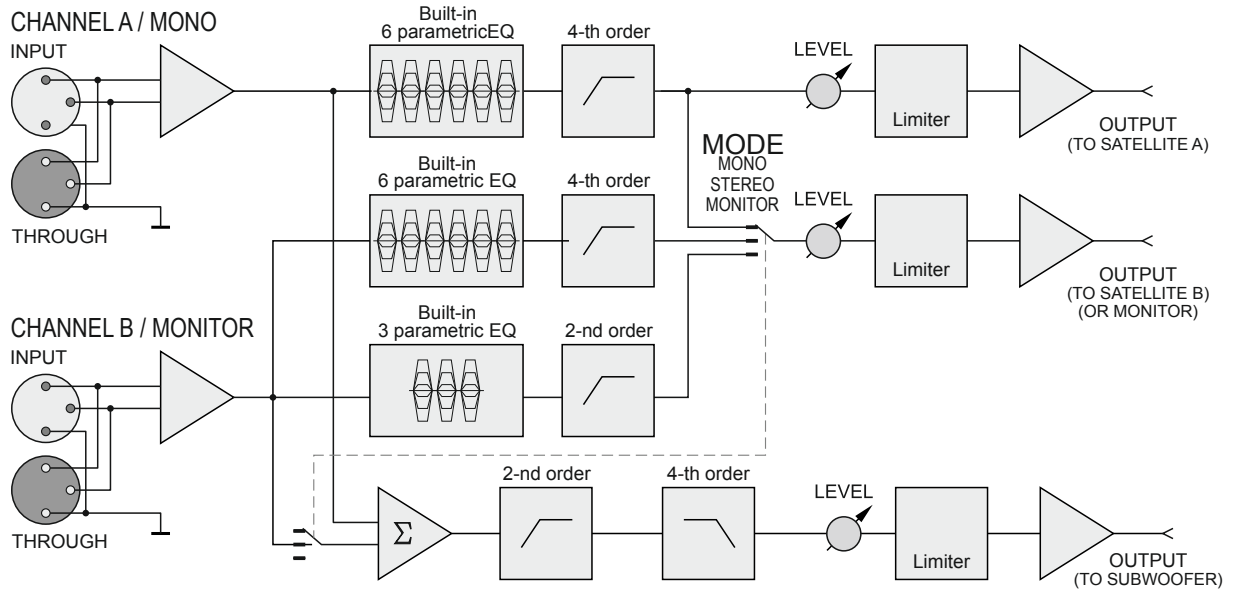 CHANNEL A / MONO
INPUT
THROUGH
Built-in
6 parametricEQ
4-th order
LEVEL
Limiter
OUTPUT
(TO SATELLITE A)
MODE
MONO
STEREO
MONITOR
Built-in
6 parametric EQ
4-th order
LEVEL
Limiter
OUTPUT
(TO SATELLITE B)
(OR MONITOR)
CHANNEL B / MONITOR
INPUT
THROUGH
Built-in
3 parametric EQ
2-nd order
Σ
2-nd order
4-th order
LEVEL
Limiter
OUTPUT
(TO SUBWOOFER)